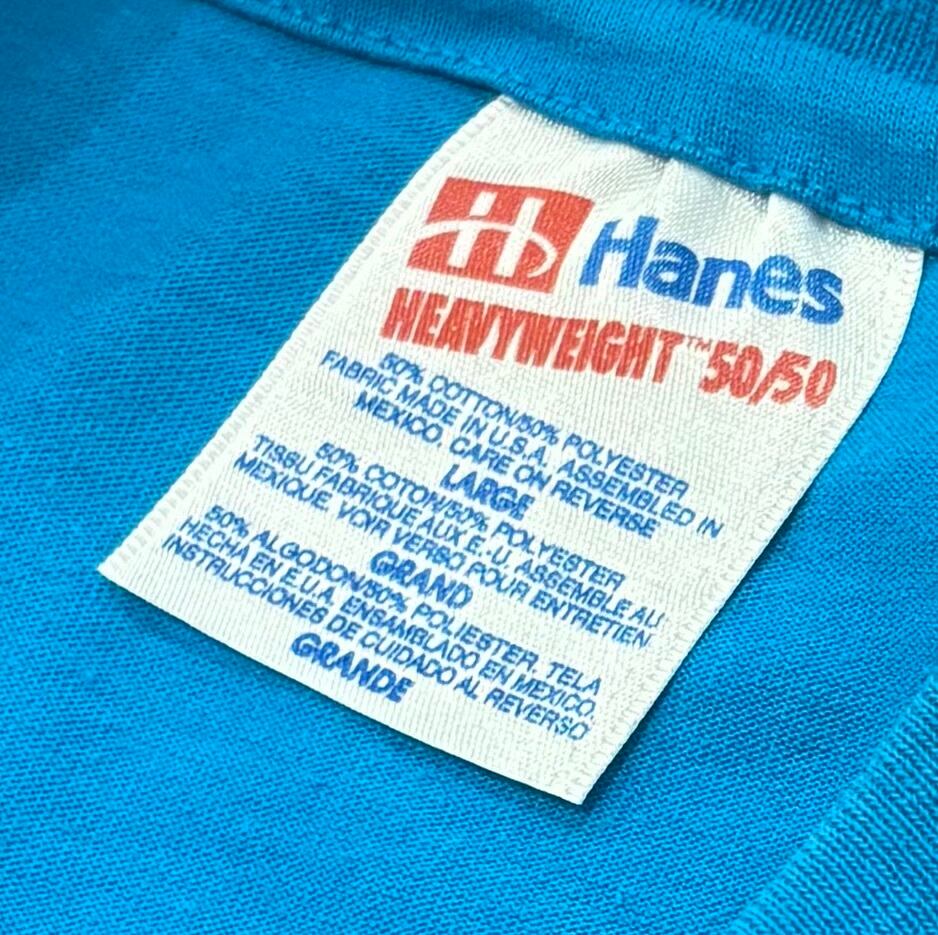 H Hanes
HEAVYWEIGHT™ 50/50
50% COTTON/50% POLYESTER
FABRIC MADE IN U.S.A. ASSEMBLED IN
MEXICO. CARE ON REVERSE
LARGE
50% COTON/50% POLYESTER
TISSU FABRIQUE AUX E.-U. ASSEMBLE AU
MEXIQUE. VOIR VERSO POUR ENTRETIEN
GRAND
50% ALGODON/50% POLIESTER. TELA
HECHA EN E.U.A. ENSAMBLADO EN MEXICO.
INSTRUCCIONES DE CUIDADO AL REVERSO
GRANDE